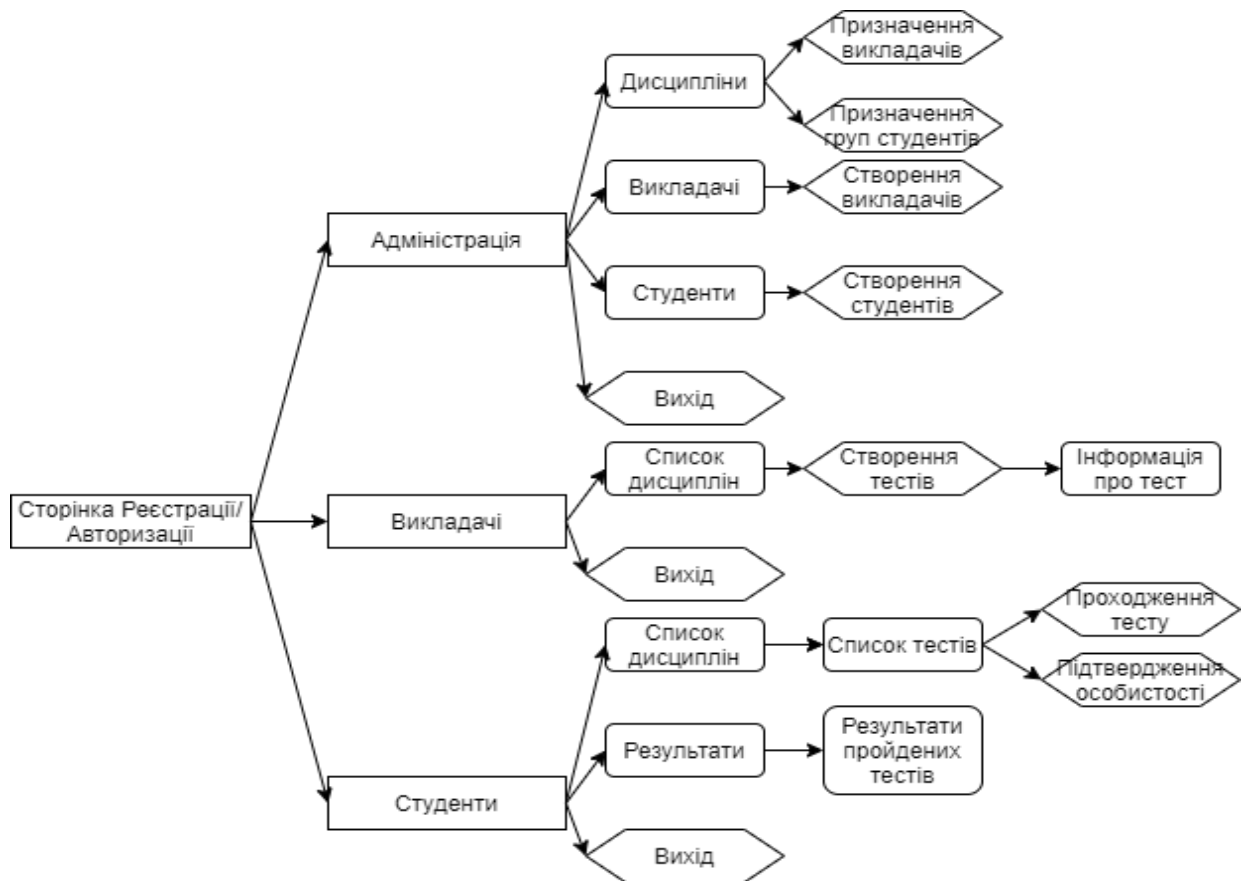 Призначення
викладачів
Дисципліни
Призначення
груп студентів
Викладачі
Створення
викладачів
Адміністрація
Студенти
Створення
студентів
Вихід
Сторінка Реєстрації/
Авторизації
Викладачі
Список
дисциплін
Створення
тестів
Інформація
про тест
Вихід
Студенти
Список
дисциплін
Список тестів
Проходження
тесту
Підтвердження
особистості
Результати
Результати
пройдених
тестів
Вихід